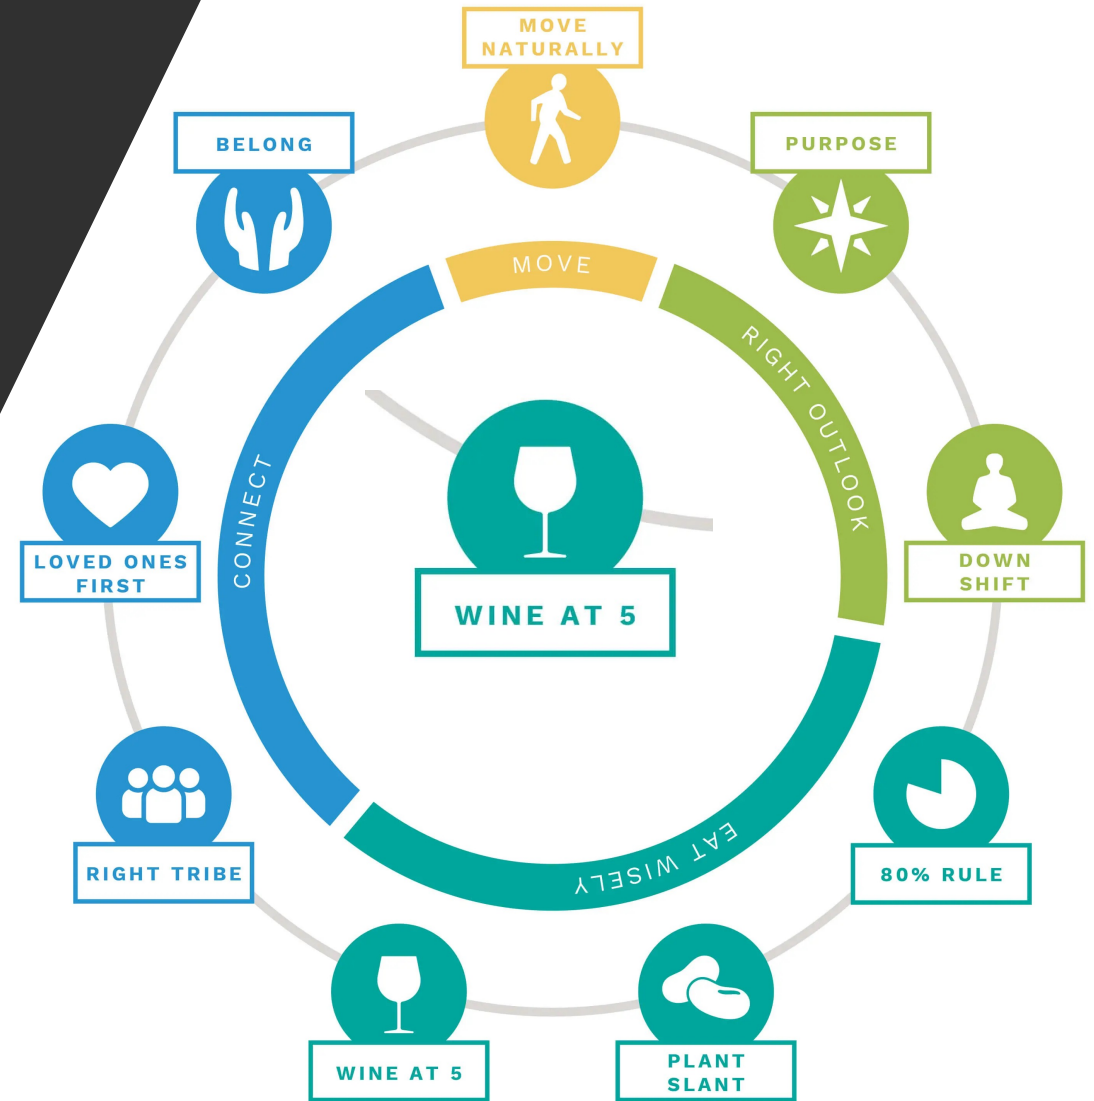 MOVE
NATURALLY
BELONG
PURPOSE
MOVE
RIGHT OUTLOOK
CONNECT
LOVED ONES
FIRST
WINE AT 5
DOWN
SHIFT
EAT WISELY
RIGHT TRIBE
80% RULE
WINE AT 5
PLANT
SLANT